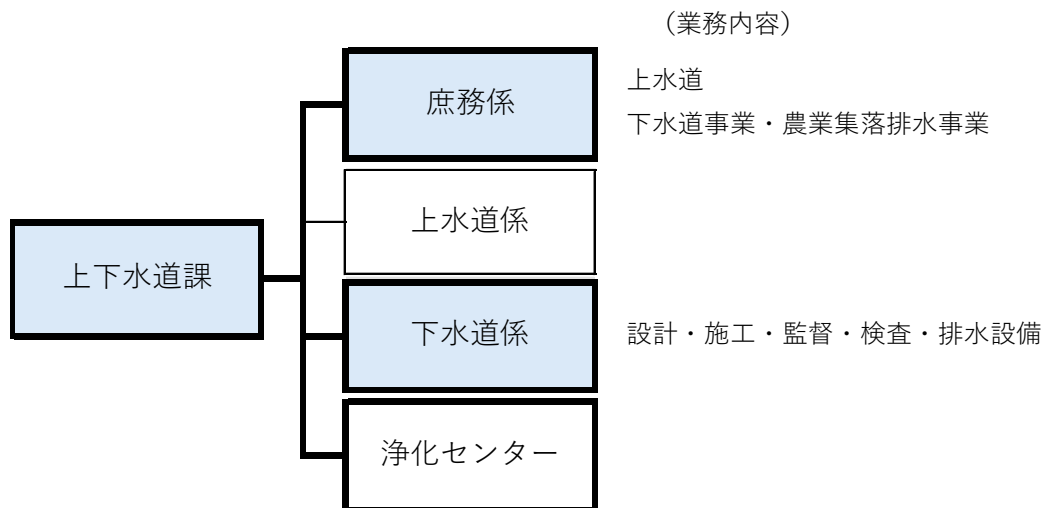 （業務内容）
庶務係
上水道
下水道事業・農業集落排水事業
上水道係
上下水道課
下水道係
設計・施工・監督・検査・排水設備
浄化センター